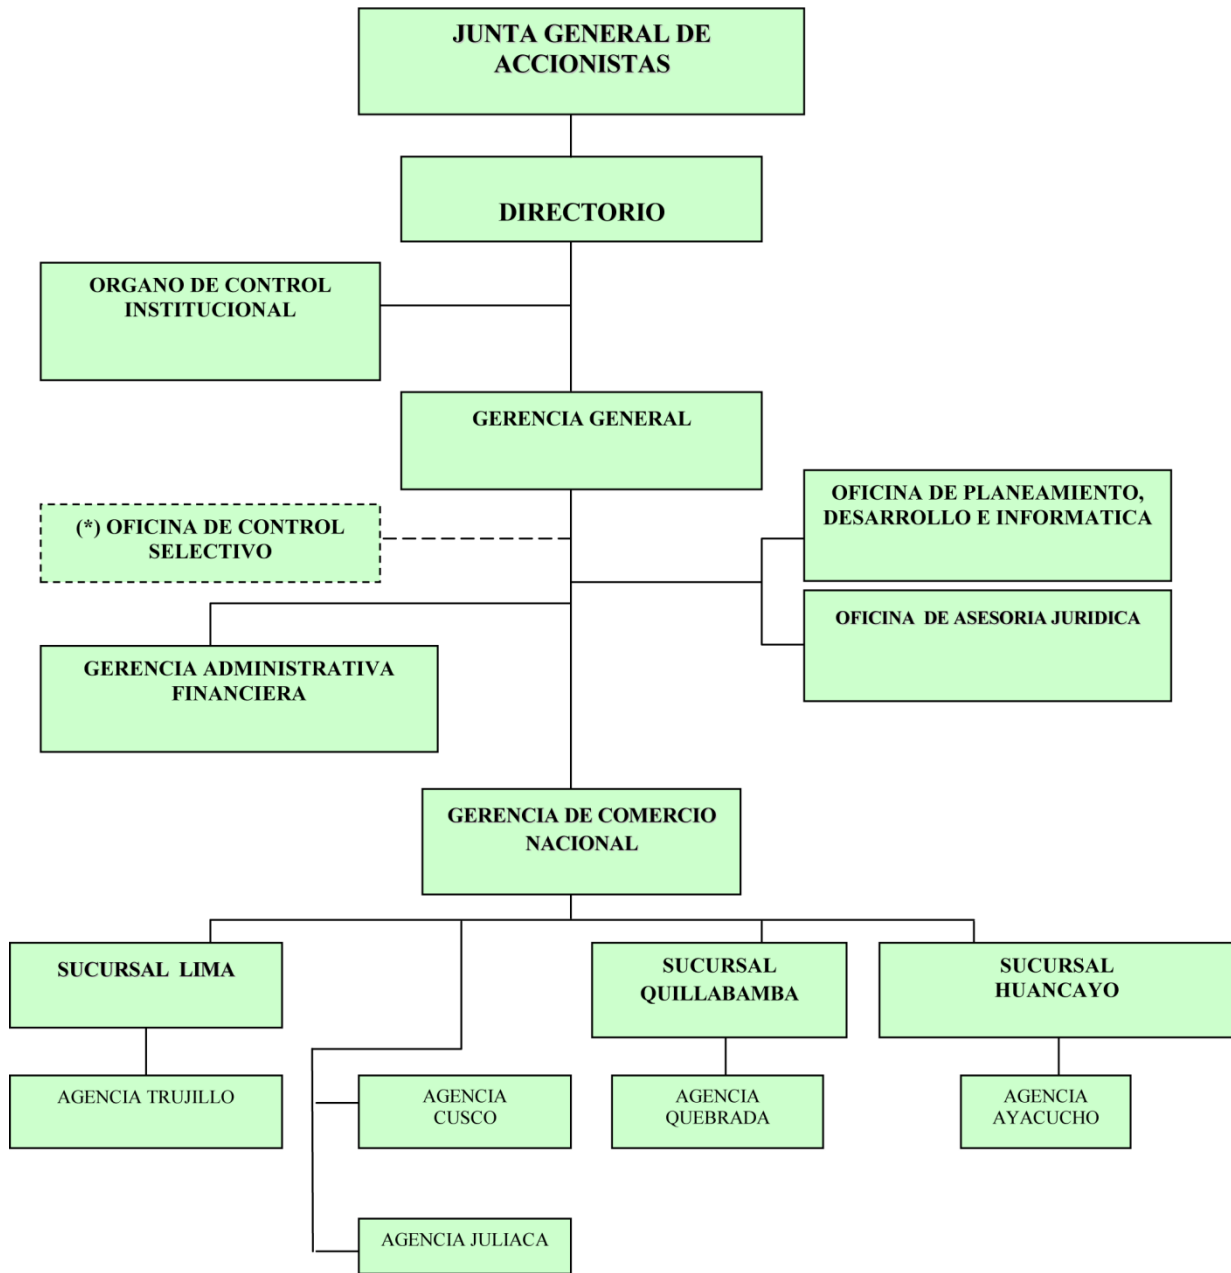 JUNTA GENERAL DE
ACCIONISTAS
DIRECTORIO
ORGANO DE CONTROL
INSTITUCIONAL
GERENCIA GENERAL
(*) OFICINA DE CONTROL
SELECTIVO
OFICINA DE PLANEAMIENTO,
DESARROLLO E INFORMATICA
OFICINA DE ASESORIA JURIDICA
GERENCIA ADMINISTRATIVA
FINANCIERA
GERENCIA DE COMERCIO
NACIONAL
SUCURSAL LIMA
SUCURSAL
QUILLABAMBA
SUCURSAL
HUANCAYO
AGENCIA TRUJILLO
AGENCIA
CUSCO
AGENCIA
QUEBRADA
AGENCIA
AYACUCHO
AGENCIA JULIACA